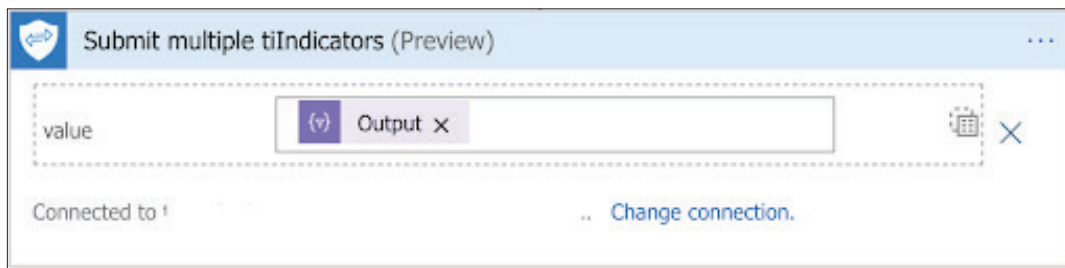 Submit multiple tiIndicators (Preview)
value Output
Connected to
Change connection.